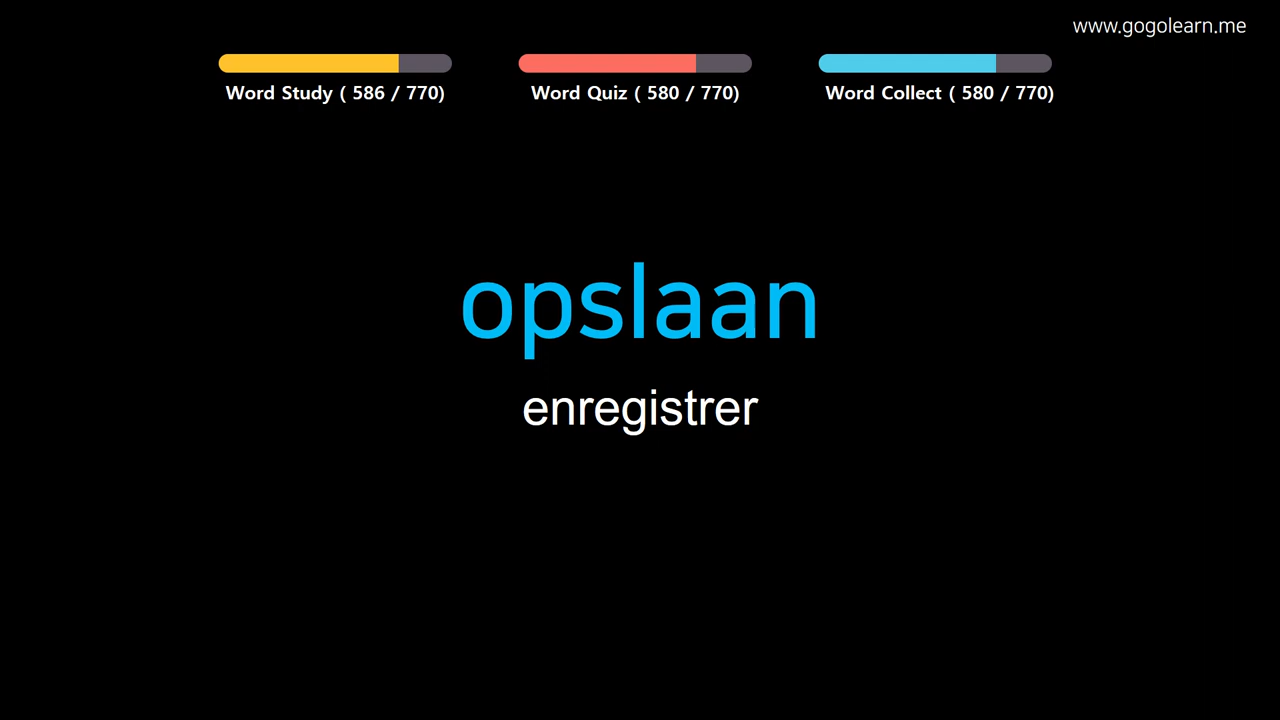 www.gogolearn.me
Word Study ( 586 / 770)
Word Quiz ( 580 / 770)
Word Collect ( 580 / 770)
opslaan
enregistrer